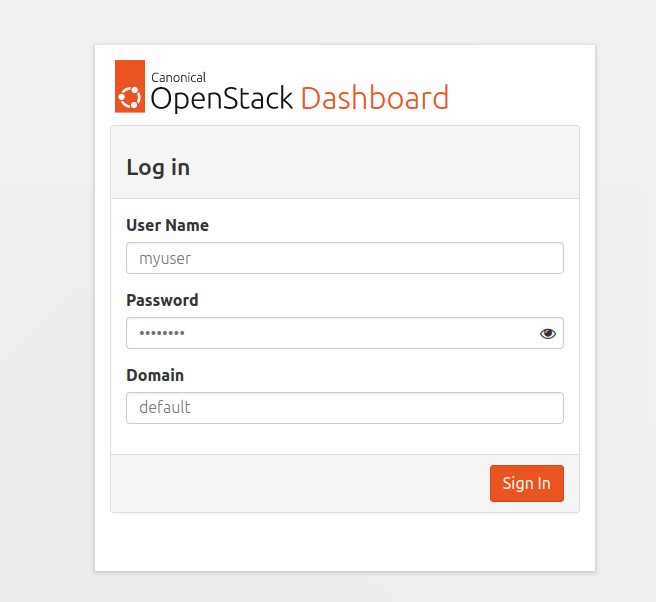 Canonical
OpenStack Dashboard
Log in
User Name
myuser
Password
••••••••
Domain
default
Sign In